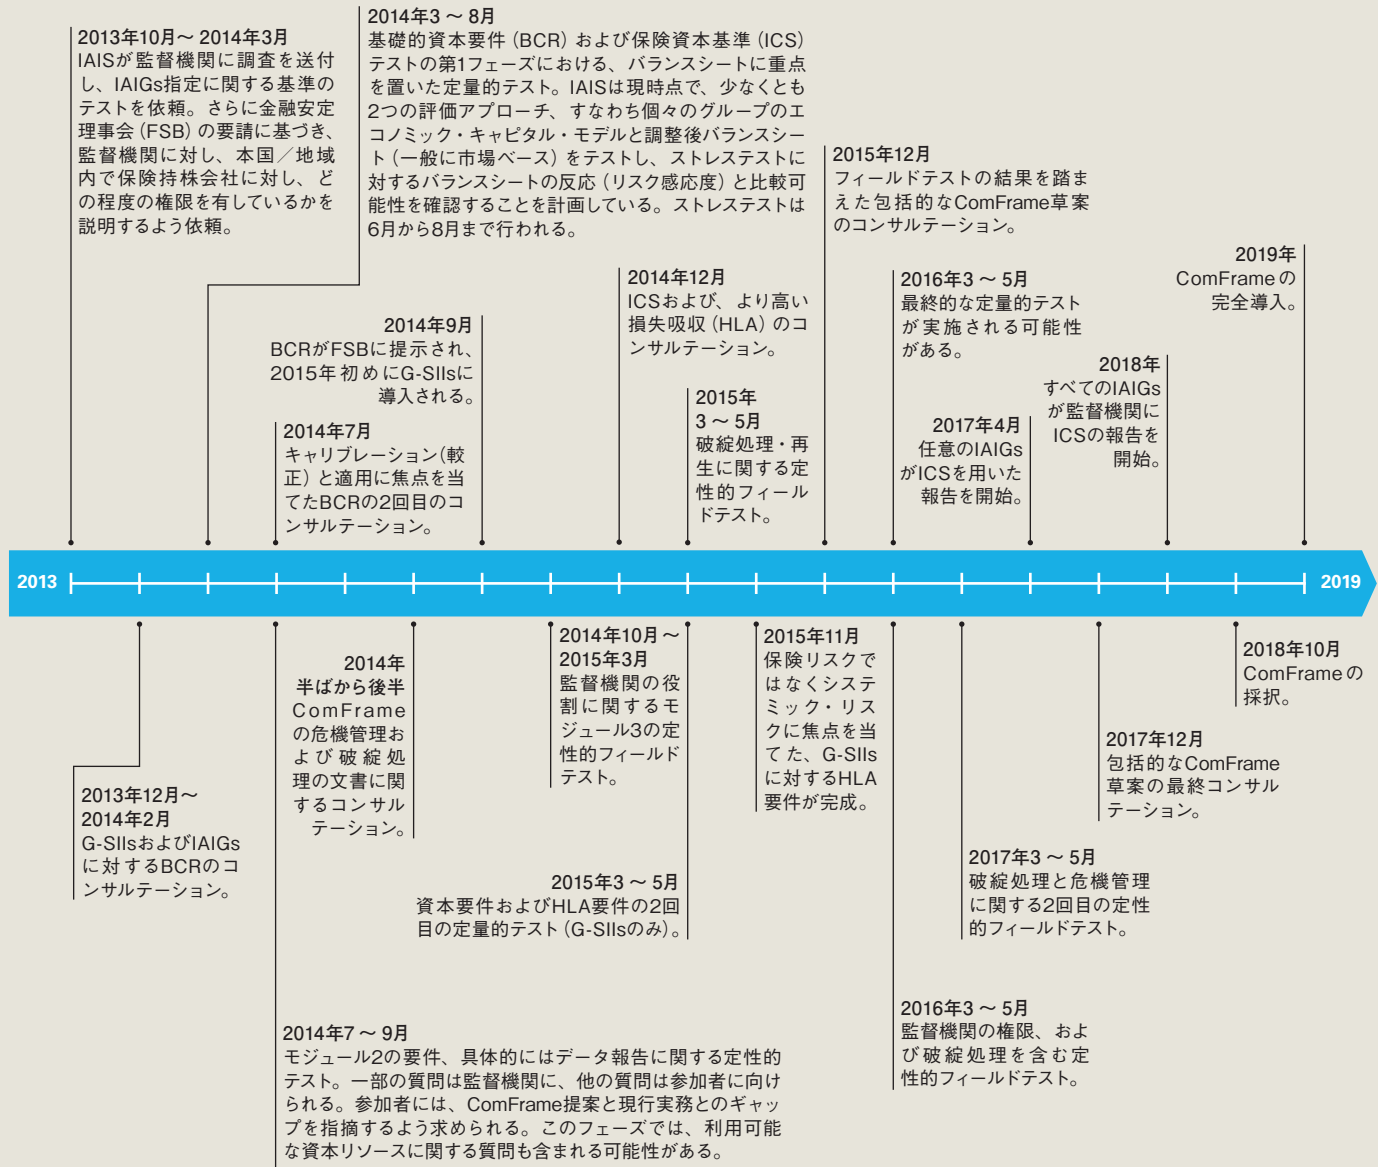 2013年10月～ 2014年3月
IAISが監督機関に調査を送付
し、IAIGs指定に関する基準の
テストを依頼。さらに金融安定
理事会（FSB）の要請に基づき、
監督機関に対し、本国／地域
内で保険持株会社に対し、ど
の程度の権限を有しているかを
説明するよう依頼。
2014年3 ～ 8月
基礎的資本要件（BCR）および保険資本基準（ICS）
テストの第1フェーズにおける、バランスシートに重点
を置いた定量的テスト。IAISは現時点で、少なくとも
2つの評価アプローチ、すなわち個々のグループのエ
コノミック・キャピタル・モデルと調整後バランスシー
ト（一般に市場ベース）をテストし、ストレステストに
対するバランスシートの反応（リスク感応度）と比較可
能性を確認することを計画している。ストレステストは
6月から8月まで行われる。
2014年7月
キャリブレーション（較
正）と適用に焦点を当
てたBCRの2回目のコ
ンサルテーション。
2014年9月
BCRがFSBに提示され、
2015年初めにG-SIIsに
導入される。
2014年12月
ICSおよび、より高い
損失吸収（HLA）のコ
ンサルテーション。
2015年
3 ～ 5月
破綻処理・再
生に関する定
性的フィール
ドテスト。
2015年12月
フィールドテストの結果を踏ま
えた包括的なComFrame草案
のコンサルテーション。
2016年3 ～ 5月
最終的な定量的テスト
が実施される可能性
がある。
2017年4月
任意のIAIGs
がICSを用いた
報告を開始。
2018年
すべてのIAIGs
が監督機関に
ICSの報告を
開始。
2019年
ComFrameの
完全導入。
2013
2019
2013年12月～
2014年2月
G-SIIsおよびIAIGs
に対するBCRのコ
ンサルテーション。
2014年7 ～ 9月
モジュール2の要件、具体的にはデータ報告に関する定性的
テスト。一部の質問は監督機関に、他の質問は参加者に向け
られる。参加者には、ComFrame提案と現行実務とのギャッ
プを指摘するよう求められる。このフェーズでは、利用可能
な資本リソースに関する質問も含まれる可能性がある。
2014年
半ばから後半
ComFrame
の危機管理お
よび破綻処
理の文書に関
するコンサル
テーション。
2014年10月～
2015年3月
監督機関の役
割に関するモ
ジュール3の定
性的フィールド
テスト。
2015年3 ～ 5月
資本要件およびHLA要件の2回
目の定量的テスト（G-SIIsのみ）。
2015年11月
保険リスクで
はなくシステ
ミック・リス
クに焦点を当
てた、G-SIIs
に対するHLA
要件が完成。
2016年3 ～ 5月
監督機関の権限、およ
び破綻処理を含む定
性的フィールドテスト。
2017年3 ～ 5月
破綻処理と危機管理
に関する2回目の定性
的フィールドテスト。
2017年12月
包括的なComFrame
草案の最終コンサル
テーション。
2018年10月
ComFrameの
採択。